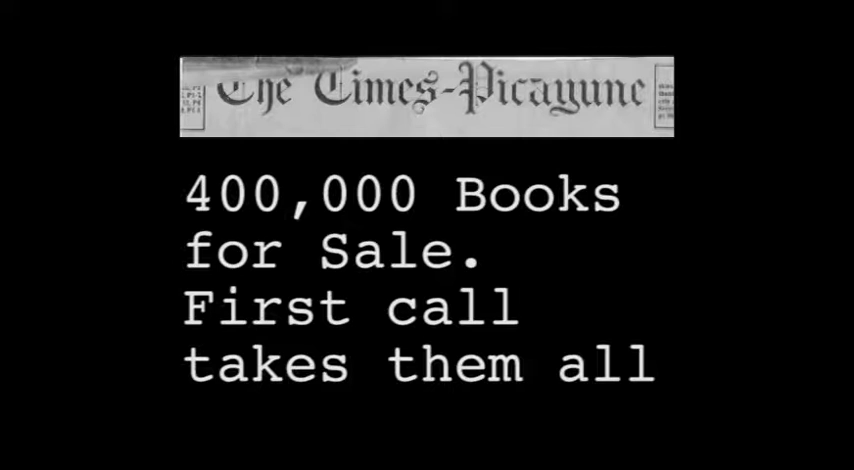 The Times-Picayune
400,000 Books
for Sale.
First call
takes them all